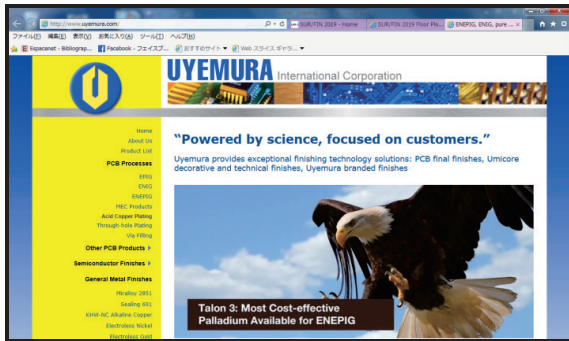 http://www.uyemura.com/
SUR/FIN 2019 - Home
SUR/FIN 2019 Floor Pla...
ENEPIG, ENIG, pure ...
ファイル(F) 編集(E) 表示(V) お気に入り(A) ツール(T) ヘルプ(H)
Espacenet - Bibliograp...
Facebook - フェイスブ...
おすすめサイト
Web スライス ギャラ...
UYEMURA International Corporation
Home
About Us
Product List
PCB Processes
EPIG
ENIG
ENEPIG
MEC Products
Acid Copper Plating
Through-hole Plating
Via Filling
Other PCB Products
Semiconductor Finishes
General Metal Finishes
Miralloy 2851
Sealing 691
KHW-NC Alkaline Copper
Electroless Nickel
Electroless Gold
“Powered by science, focused on customers.”
Uyemura provides exceptional finishing technology solutions: PCB final finishes, Umicore
decorative and technical finishes, Uyemura branded finishes
Talon 3: Most Cost-effective
Palladium Available for ENEPIG